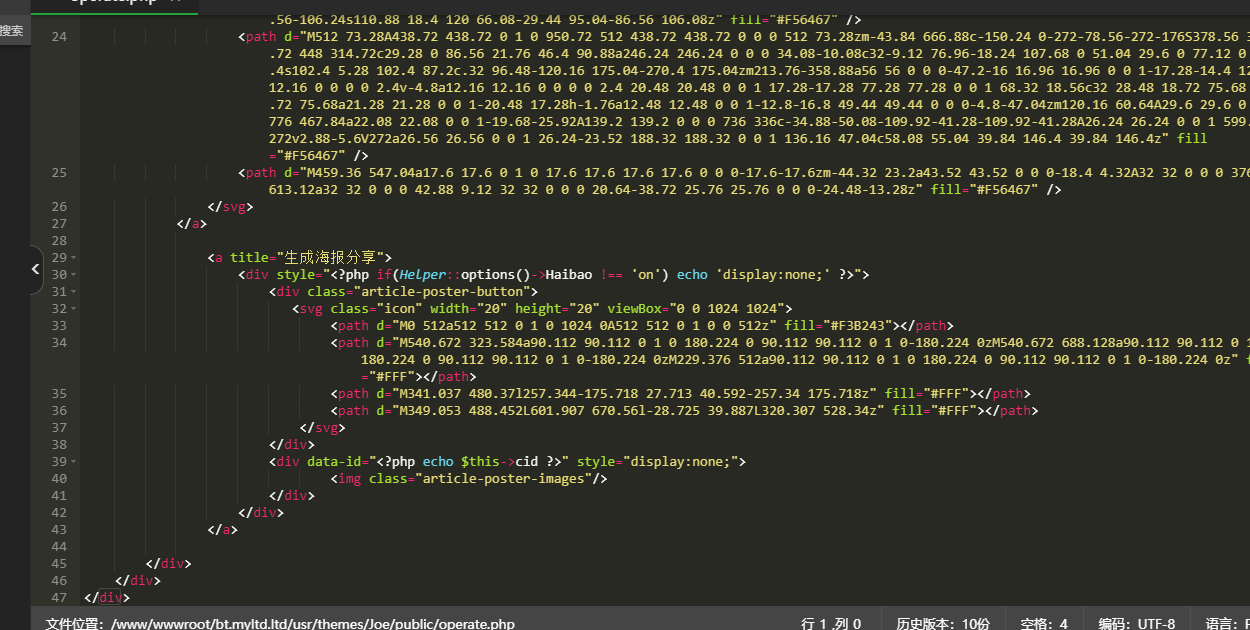 搜索
.56-106.24s110.88 18.4 120 66.08-29.44 95.04-86.56 106.08z" fill="#F56467" />
24 <path d="M512 73.28A438.72 438.72 0 1 0 950.72 512 438.72 438.72 0 0 0 512 73.28zm-43.84 666.88c-150.24 0-272-78.56-272-176S378.56
.72 448 314.72c29.28 0 86.56 21.76 46.4 90.88a246.24 246.24 0 0 0 34.08-10.08c32-9.12 76.96-18.24 107.68 0 51.04 29.6 0 77.12 0
.4s102.4 5.28 102.4 87.2c.32 96.48-120.16 175.04-270.4 175.04zm213.76-358.88a56 56 0 0 0-47.2-16 16.96 16.96 0 0 1-17.28-14.4
12.16 0 0 0 0 2.4v-4.8a12.16 12.16 0 0 0 0 2.4 20.48 20.48 0 0 1 17.28-17.28 77.28 77.28 0 0 1 68.32 18.56c32 28.48 18.72 75.68
.72 75.68a21.28 21.28 0 0 1-20.48 17.28h-1.76a12.48 12.48 0 0 1-12.8-16.8 49.44 49.44 0 0 0-4.8-47.04zm120.16 60.64A29.6 29.6 0
776 467.84a22.08 22.08 0 0 1-19.68-25.92A139.2 139.2 0 0 0 736 336c-34.88-50.08-109.92-41.28-109.92-41.28A26.24 26.24 0 0 1 599.
272v2.88-5.6V272a26.56 26.56 0 0 1 26.24-23.52 188.32 188.32 0 0 1 136.16 47.04c58.08 55.04 39.84 146.4 39.84 146.4z" fill
="#F56467" />
25 <path d="M459.36 547.04a17.6 17.6 0 1 0 17.6 17.6 17.6 17.6 0 0 0-17.6-17.6zm-44.32 23.2a43.52 43.52 0 0 0-18.4 4.32A32 32 0 0 0 376
613.12a32 32 0 0 0 42.88 9.12 32 32 0 0 0 20.64-38.72 25.76 25.76 0 0 0-24.48-13.28z" fill="#F56467" />
26 </svg>
27 </a>
28
29 <a title="生成海报分享">
30 <div style="<?php if(Helper::options()->Haibao !== 'on') echo 'display:none;' ?>">
31 <div class="article-poster-button">
32 <svg class="icon" width="20" height="20" viewBox="0 0 1024 1024">
33 <path d="M0 512a512 512 0 1 0 1024 0A512 512 0 1 0 0 512z" fill="#F3B243"></path>
34 <path d="M540.672 323.584a90.112 90.112 0 1 0 180.224 0 90.112 90.112 0 1 0-180.224 0zM540.672 688.128a90.112 90.112 0 1
180.224 0 90.112 90.112 0 1 0-180.224 0zM229.376 512a90.112 90.112 0 1 0 180.224 0 90.112 90.112 0 1 0-180.224 0z"
="#FFF"></path>
35 <path d="M341.037 480.37l257.344-175.718 27.713 40.592-257.34 175.718z" fill="#FFF"></path>
36 <path d="M349.053 488.452L601.907 670.56l-28.725 39.887L320.307 528.34z" fill="#FFF"></path>
37 </svg>
38 </div>
39 <div data-id="<?php echo $this->cid ?>" style="display:none;">
40 <img class="article-poster-images"/>
41 </div>
42 </div>
43 </a>
44
45 </div>
46 </div>
47 </div>
文件位置：/www/wwwroot/bt.myltd.ltd/usr/themes/Joe/public/operate.php 行 1 ,列 0 历史版本：10份 空格：4 编码：UTF-8 语言：